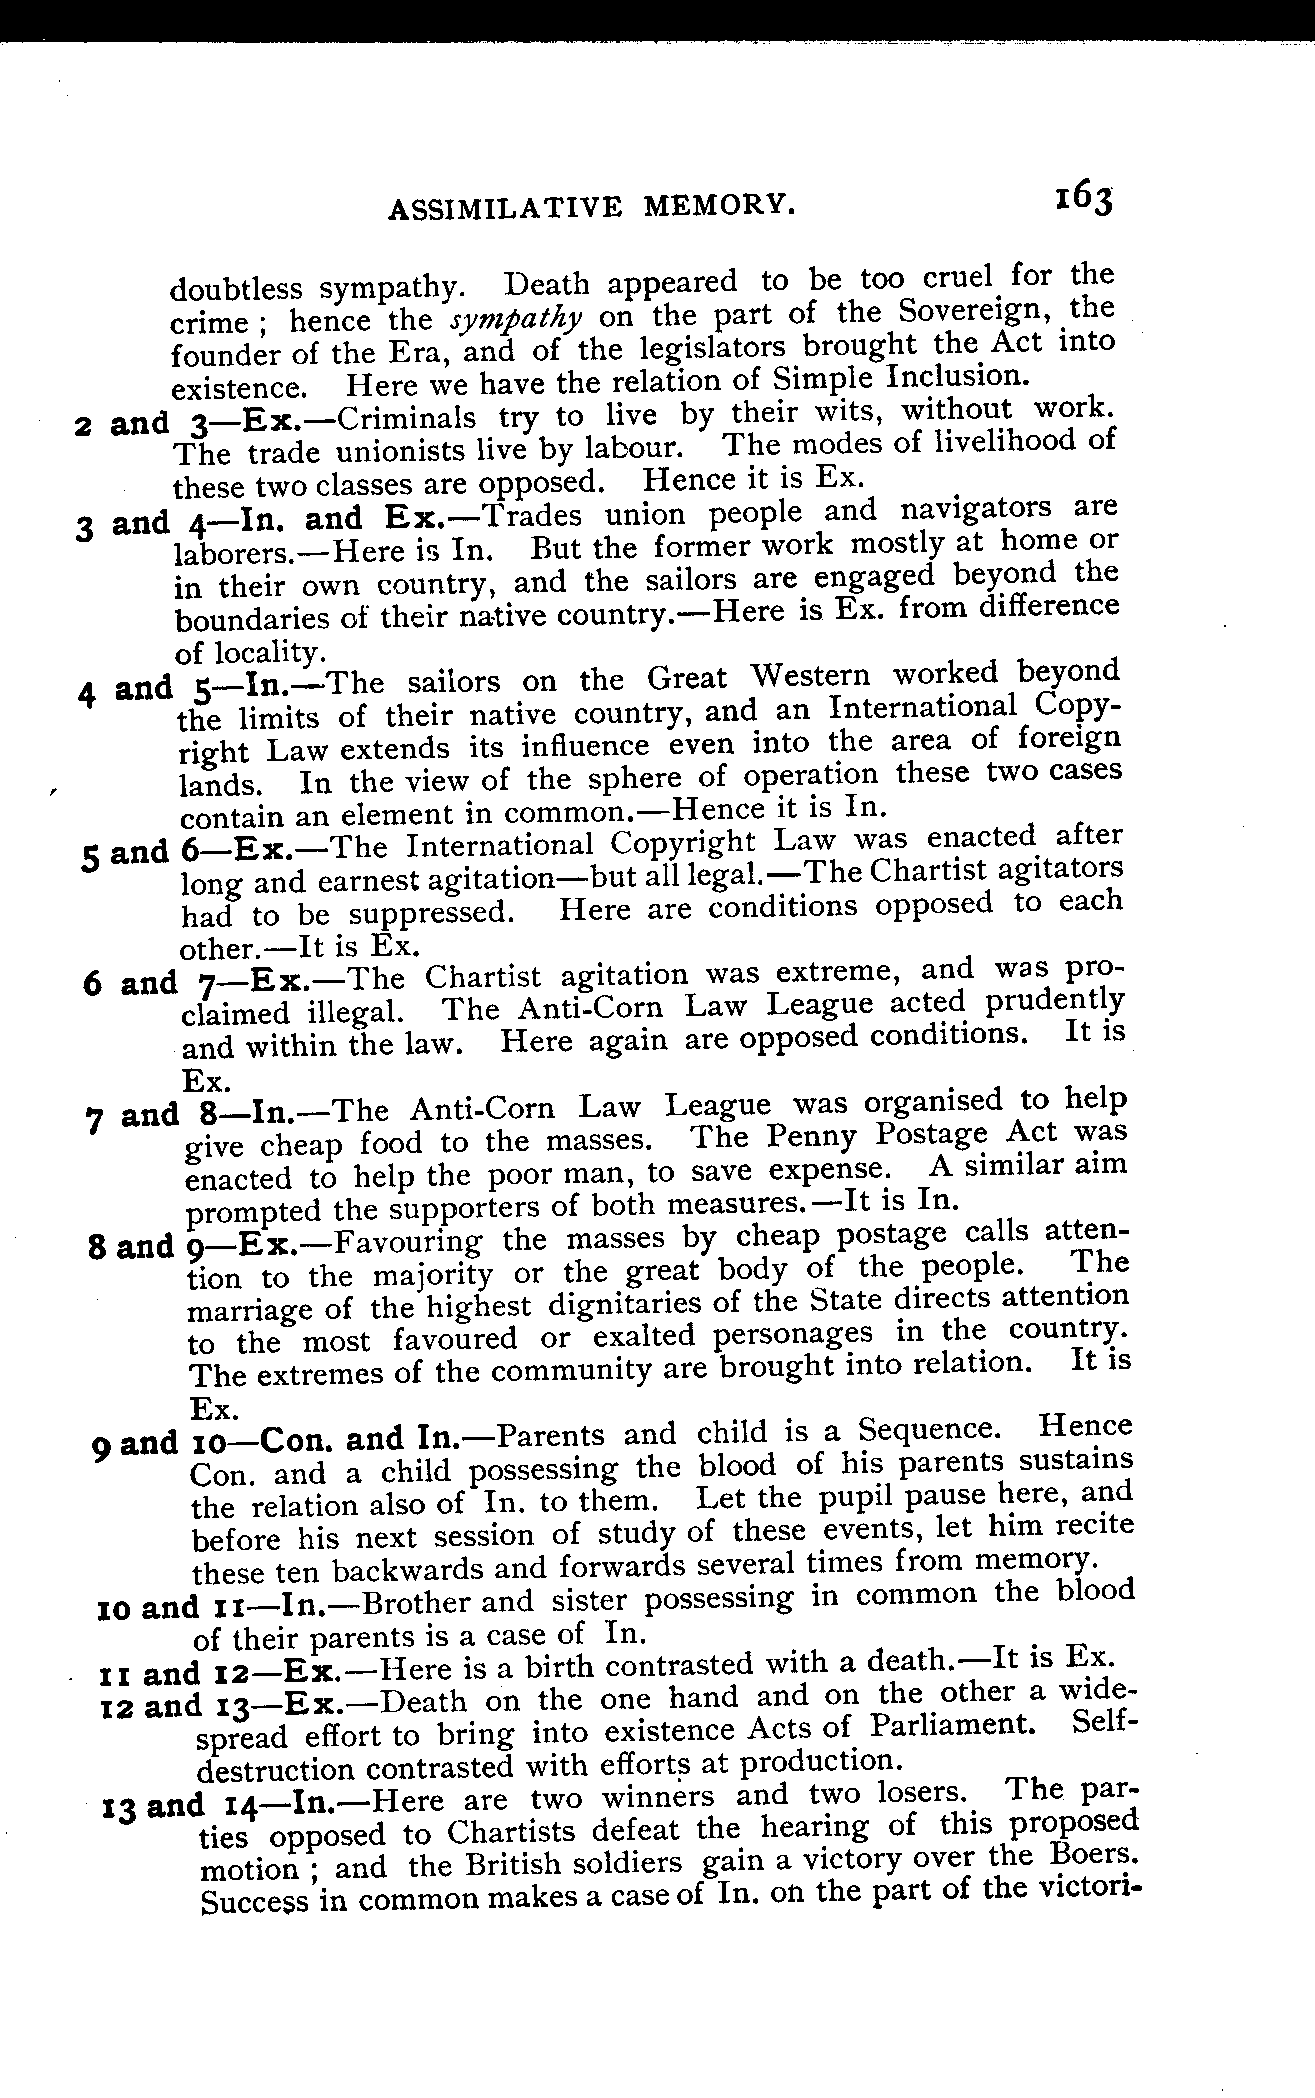 ASSIMILATIVE MEMORY. 163
doubtless sympathy. Death appeared to be too cruel for the
crime ; hence the sympathy on the part of the Sovereign, the
founder of the Era, and of the legislators brought the Act into
existence. Here we have the relation of Simple Inclusion.
2 and 3—Ex.—Criminals try to live by their wits, without work.
The trade unionists live by labour. The modes of livelihood of
these two classes are opposed. Hence it is Ex.
3 and 4—In. and Ex.—Trades union people and navigators are
laborers.—Here is In. But the former work mostly at home or
in their own country, and the sailors are engaged beyond the
boundaries of their native country.—Here is Ex. from difference
of locality.
4 and 5—In.—The sailors on the Great Western worked beyond
the limits of their native country, and an International Copy-
right Law extends its influence even into the area of foreign
lands. In the view of the sphere of operation these two cases
contain an element in common.—Hence it is In.
5 and 6—Ex.—The International Copyright Law was enacted after
long and earnest agitation—but all legal.—The Chartist agitators
had to be suppressed. Here are conditions opposed to each
other.—It is Ex.
6 and 7—Ex.—The Chartist agitation was extreme, and was pro-
claimed illegal. The Anti-Corn Law League acted prudently
and within the law. Here again are opposed conditions. It is
Ex.
7 and 8—In.—The Anti-Corn Law League was organised to help
give cheap food to the masses. The Penny Postage Act was
enacted to help the poor man, to save expense. A similar aim
prompted the supporters of both measures.—It is In.
8 and 9—Ex.—Favouring the masses by cheap postage calls atten-
tion to the majority or the great body of the people. The
marriage of the highest dignitaries of the State directs attention
to the most favoured or exalted personages in the country.
The extremes of the community are brought into relation. It is
Ex.
9 and 10—Con. and In.—Parents and child is a Sequence. Hence
Con. and a child possessing the blood of his parents sustains
the relation also of In. to them. Let the pupil pause here, and
before his next session of study of these events, let him recite
these ten backwards and forwards several times from memory.
10 and 11—In.—Brother and sister possessing in common the blood
of their parents is a case of In.
11 and 12—Ex.—Here is a birth contrasted with a death.—It is Ex.
12 and 13—Ex.—Death on the one hand and on the other a wide-
spread effort to bring into existence Acts of Parliament. Self-
destruction contrasted with efforts at production.
13 and 14—In.—Here are two winners and two losers. The par-
ties opposed to Chartists defeat the hearing of this proposed
motion ; and the British soldiers gain a victory over the Boers.
Success in common makes a case of In. on the part of the victori-